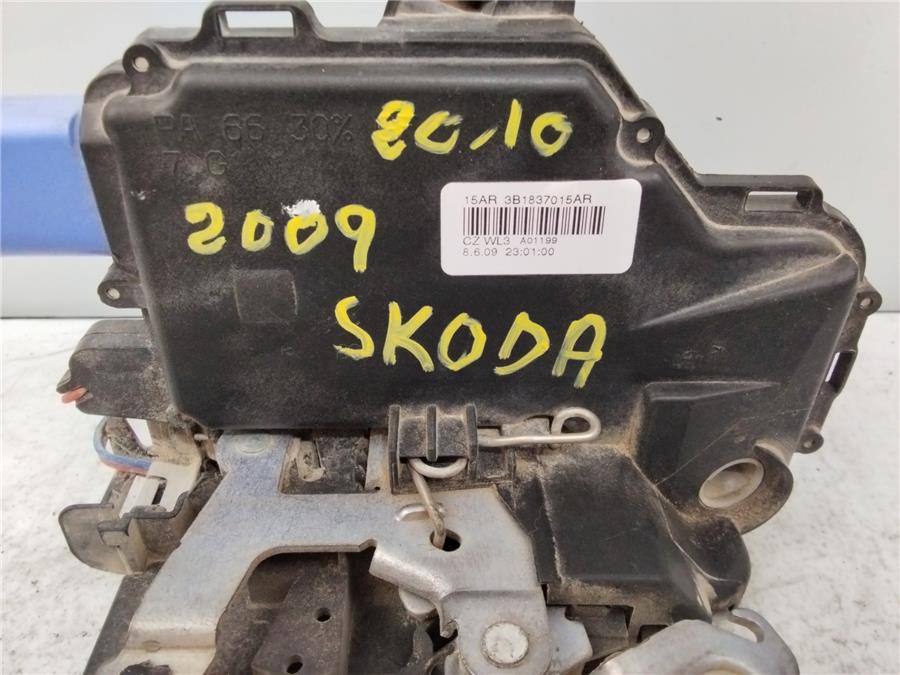 PA 66 30%
20.10
2009
15AR 3B1837015AR
CZ WL3 A01199
8.6.09 23:01:00
SKODA